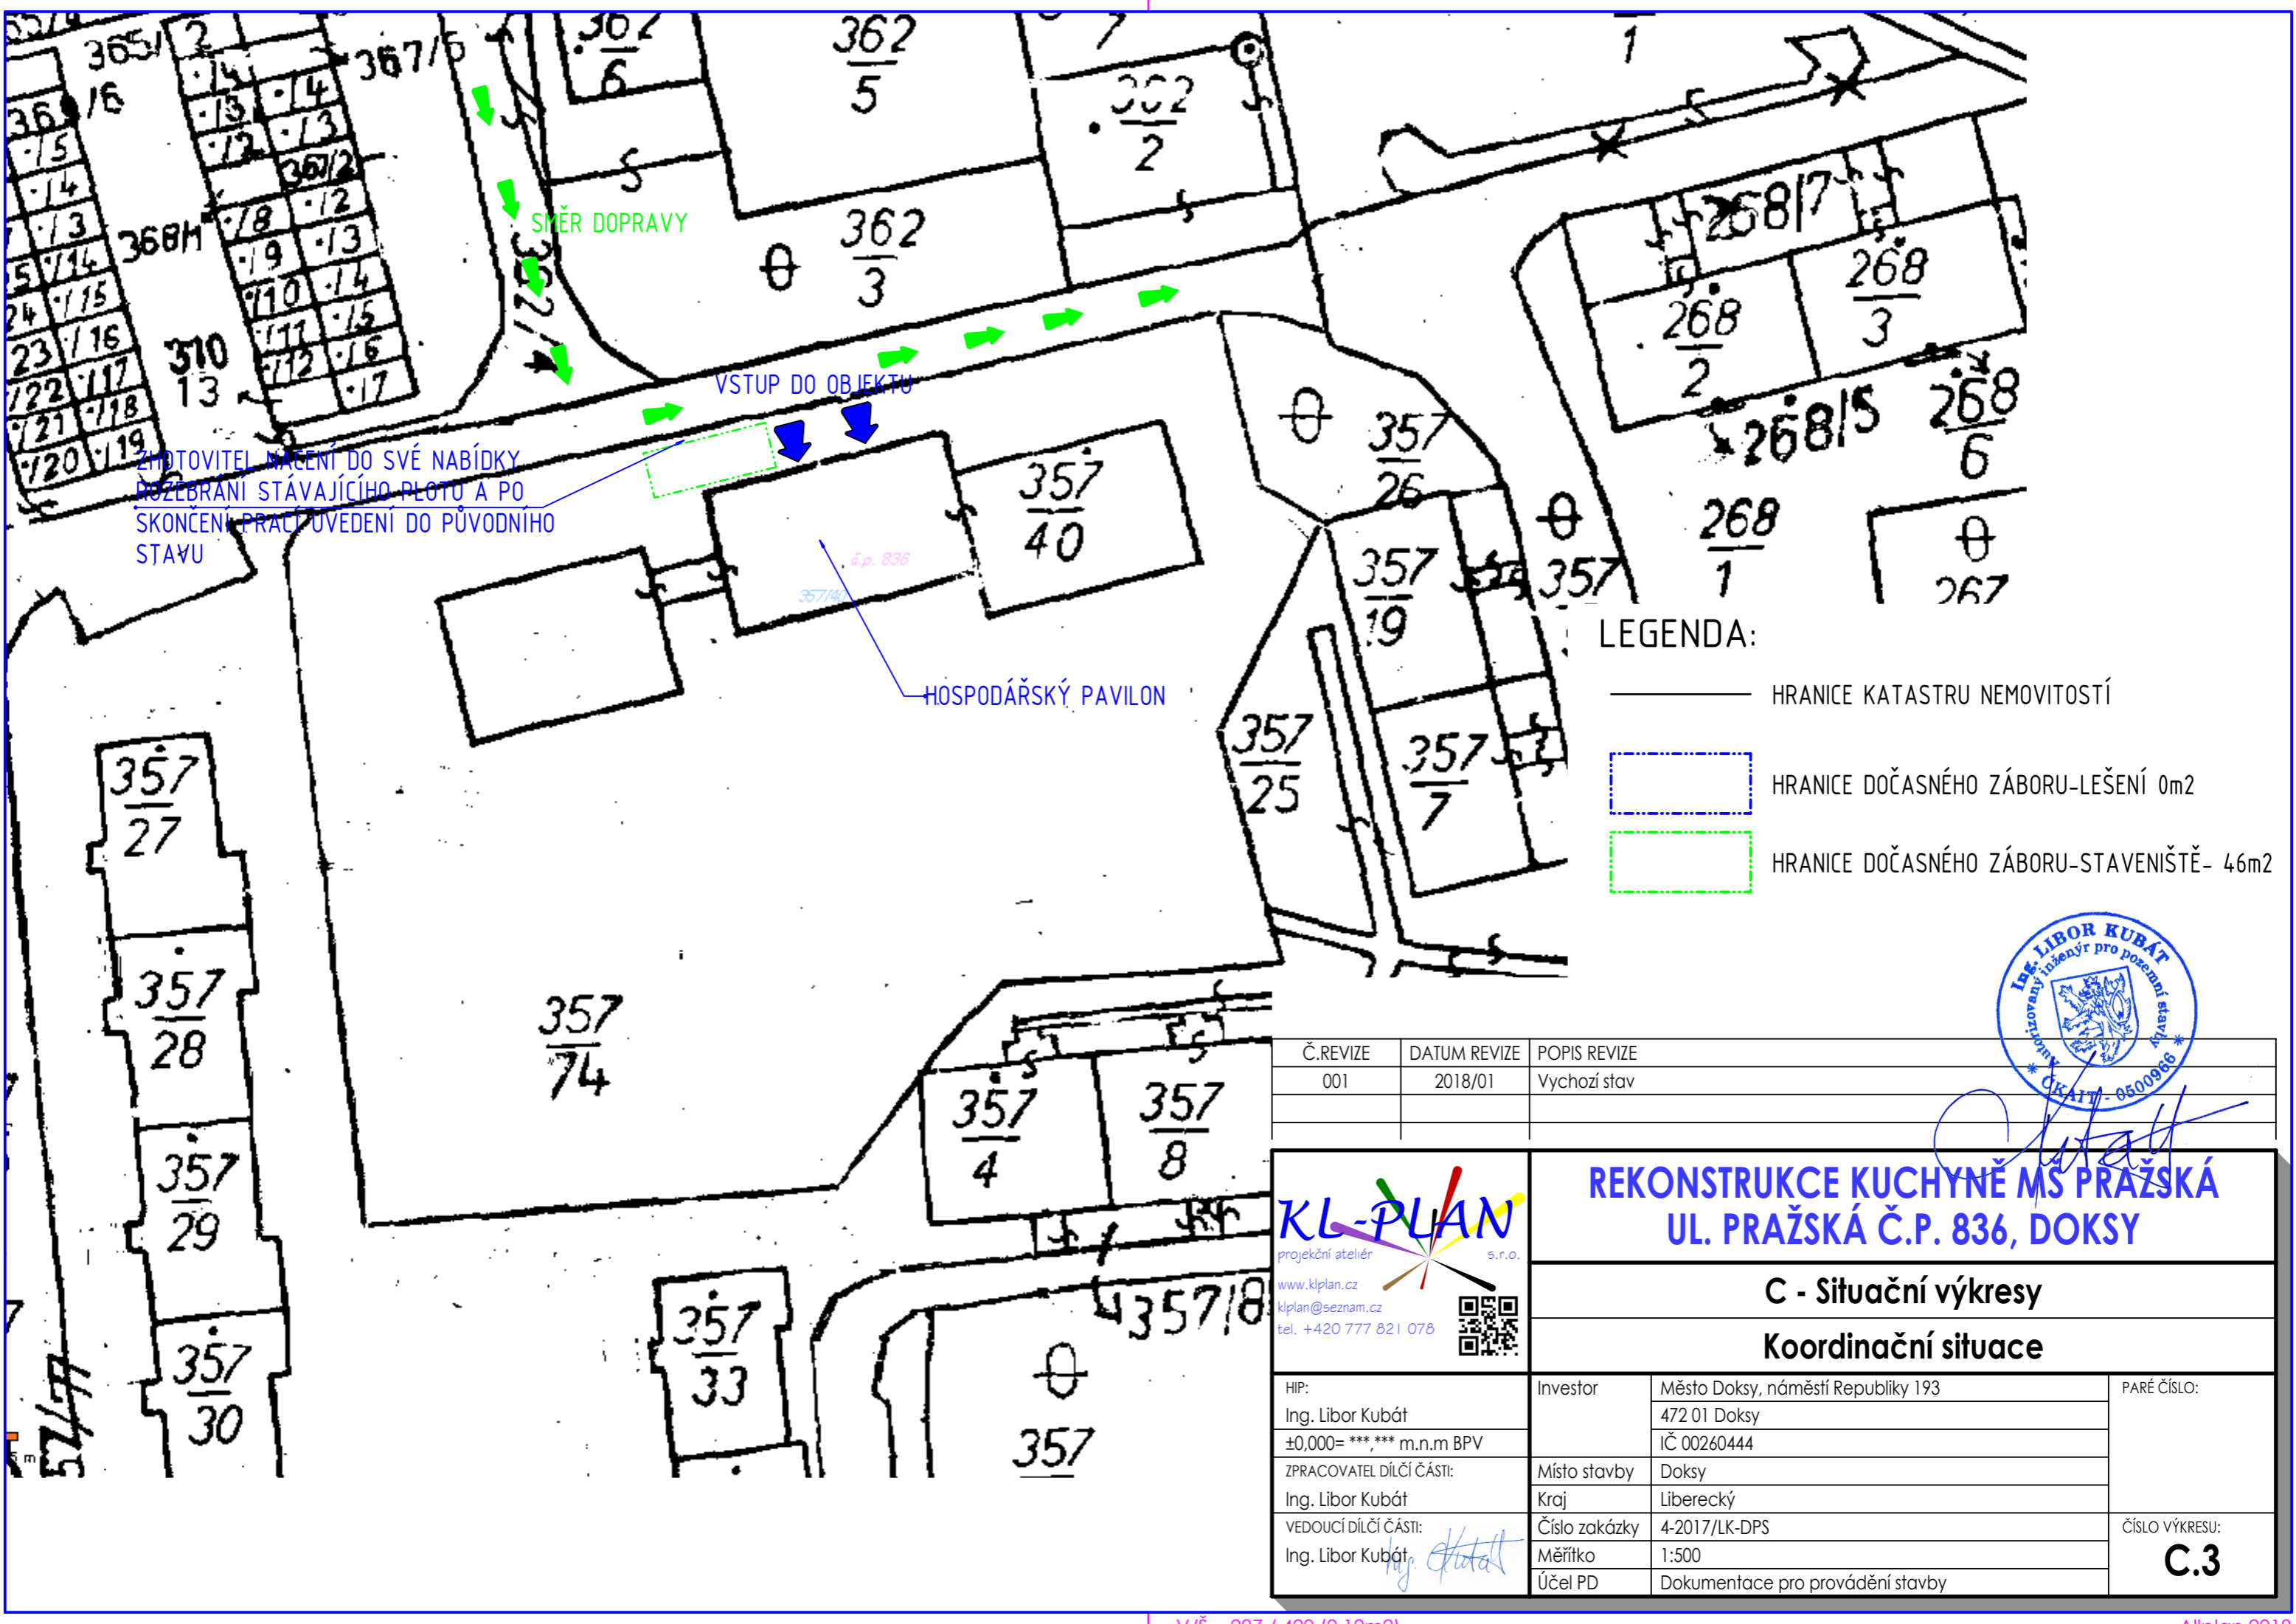 365/2
367/5
362
6
362
5
7
1
362
2
362
3
367/2
310
13
SMĚR DOPRAVY
VSTUP DO OBJEKTU
ZHOTOVITEL NACENÍ DO SVÉ NABÍDKY
ROZEBRÁNÍ STÁVAJÍCÍHO PLOTU A PO
SKONČENÍ PRACÍ UVEDENÍ DO PŮVODNÍHO
STAVU
č.p. 836
357/40
HOSPODÁŘSKÝ PAVILON
357
40
357
26
268/7
268
2
268
3
268/5
268
6
268
1
267
357
19
357
357
25
357
7
357
27
357
28
357
29
357
30
357
74
357
4
357
8
357
33
357/8
357
LEGENDA:
HRANICE KATASTRU NEMOVITOSTÍ
HRANICE DOČASNÉHO ZÁBORU-LEŠENÍ 0m2
HRANICE DOČASNÉHO ZÁBORU-STAVENIŠTĚ- 46m2
Ing. LIBOR KUBÁT
Autorizovaný inženýr pro pozemní stavby
* ČKAIT - 0500966 *
Č.REVIZE DATUM REVIZE POPIS REVIZE
001 2018/01 Vychozí stav
KL-PLAN
projekční ateliér s.r.o.
www.klplan.cz
klplan@seznam.cz
tel. +420 777 821 078
REKONSTRUKCE KUCHYNĚ MŠ PRAŽSKÁ
UL. PRAŽSKÁ Č.P. 836, DOKSY
C - Situační výkresy
Koordinační situace
HIP:
Ing. Libor Kubát
±0,000= ***,*** m.n.m BPV
ZPRACOVATEL DÍLČÍ ČÁSTI:
Ing. Libor Kubát
VEDOUCÍ DÍLČÍ ČÁSTI:
Ing. Libor Kubát
Investor Město Doksy, náměstí Republiky 193
472 01 Doksy
IČ 00260444
Místo stavby Doksy
Kraj Liberecký
Číslo zakázky 4-2017/LK-DPS
Měřítko 1:500
Účel PD Dokumentace pro provádění stavby
PARÉ ČÍSLO:
ČÍSLO VÝKRESU:
C.3